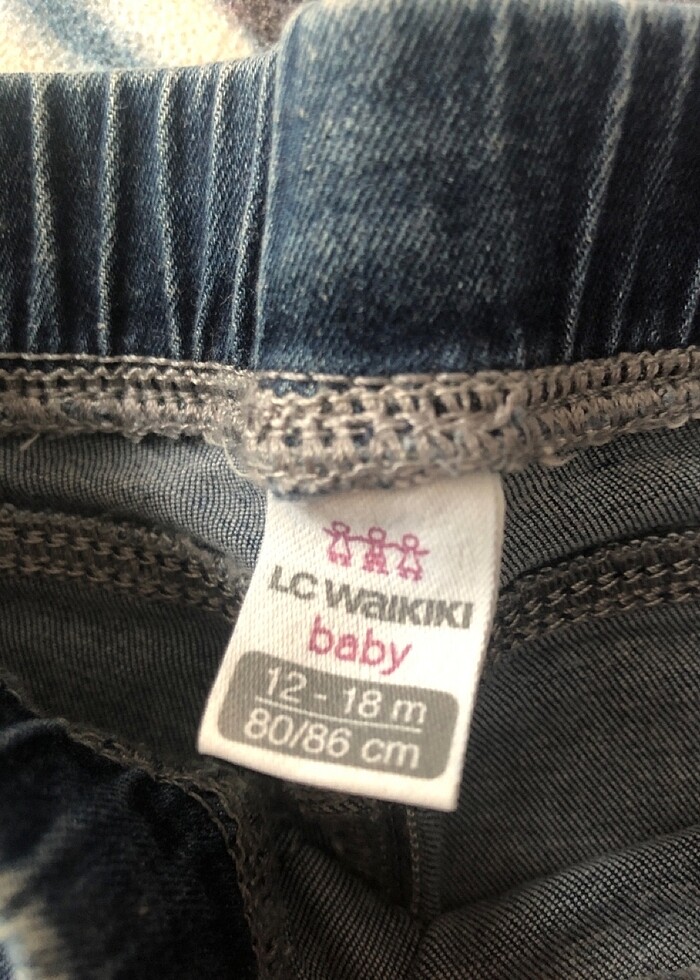 LC WAIKIKI
baby
12 - 18 m
80/86 cm